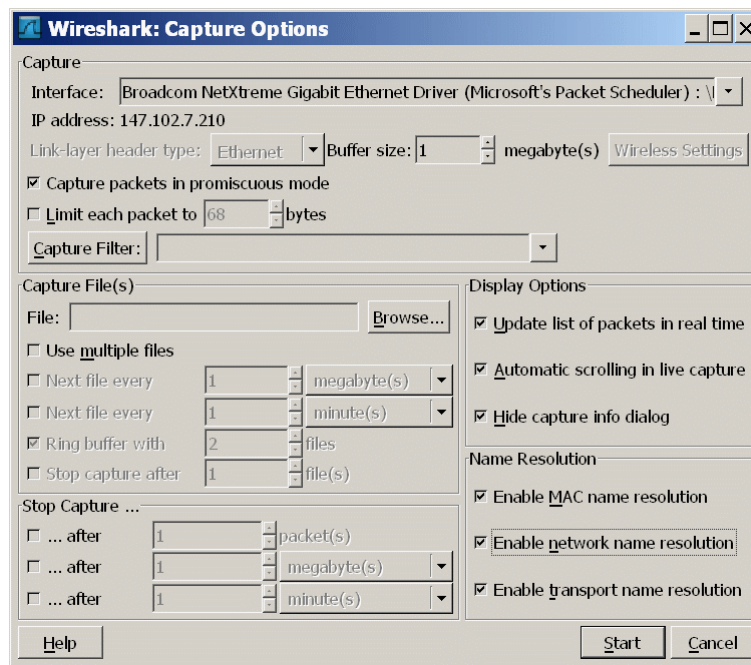 Wireshark: Capture Options
Capture
Interface: Broadcom NetXtreme Gigabit Ethernet Driver (Microsoft's Packet Scheduler) :
IP address: 147.102.7.210
Link-layer header type: Ethernet Buffer size: 1 megabyte(s) Wireless Settings
Capture packets in promiscuous mode
Limit each packet to 68 bytes
Capture Filter:
Capture File(s)
File: Browse...
Use multiple files
Next file every 1 megabyte(s)
Next file every 1 minute(s)
Ring buffer with 2 files
Stop capture after 1 file(s)
Stop Capture ...
... after 1 packet(s)
... after 1 megabyte(s)
... after 1 minute(s)
Display Options
Update list of packets in real time
Automatic scrolling in live capture
Hide capture info dialog
Name Resolution
Enable MAC name resolution
Enable network name resolution
Enable transport name resolution
Help Start Cancel